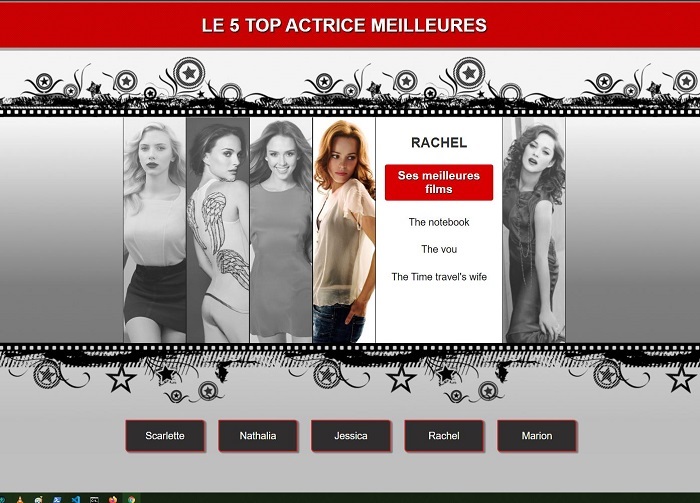 LE 5 TOP ACTRICE MEILLEURES
RACHEL
Ses meilleures
films
The notebook
The vou
The Time travel's wife
Scarlette
Nathalia
Jessica
Rachel
Marion